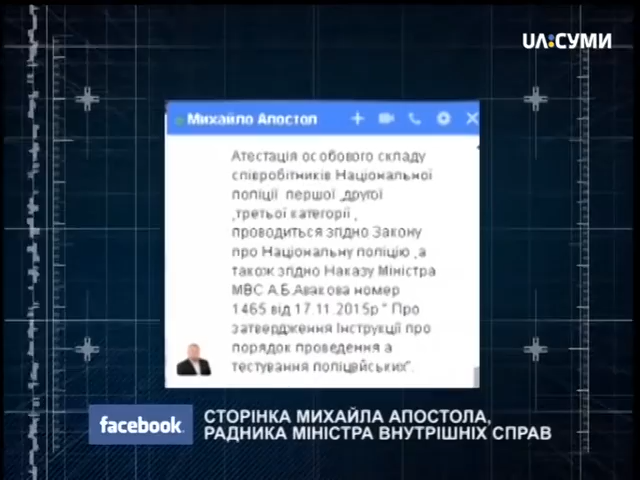 UA:СУМИ
Михайло Апостол
Атестація особового складу
співробітників Національної
поліції першої ,другої
,третьої категорії ,
проводиться згідно Закону
про Національну поліцію ,а
також згідно Наказу Міністра
МВС А.Б.Авакова номер
1465 від 17.11.2015р " Про
затвердження Інструкції про
порядок проведення а
тестування поліцейських".
facebook
СТОРІНКА МИХАЙЛА АПОСТОЛА,
РАДНИКА МІНІСТРА ВНУТРІШНІХ СПРАВ